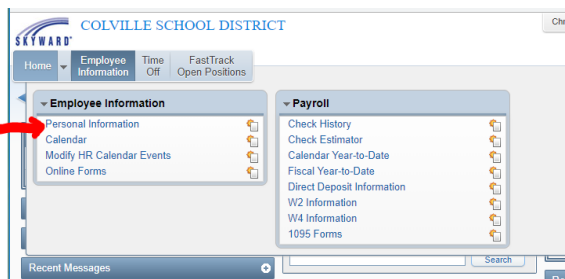 COLVILLE SCHOOL DISTRICT
SKYWARD®
Home
Employee Information
Time Off
FastTrack Open Positions
Employee Information
Personal Information
Calendar
Modify HR Calendar Events
Online Forms
Payroll
Check History
Check Estimator
Calendar Year-to-Date
Fiscal Year-to-Date
Direct Deposit Information
W2 Information
W4 Information
1095 Forms
Search
Recent Messages